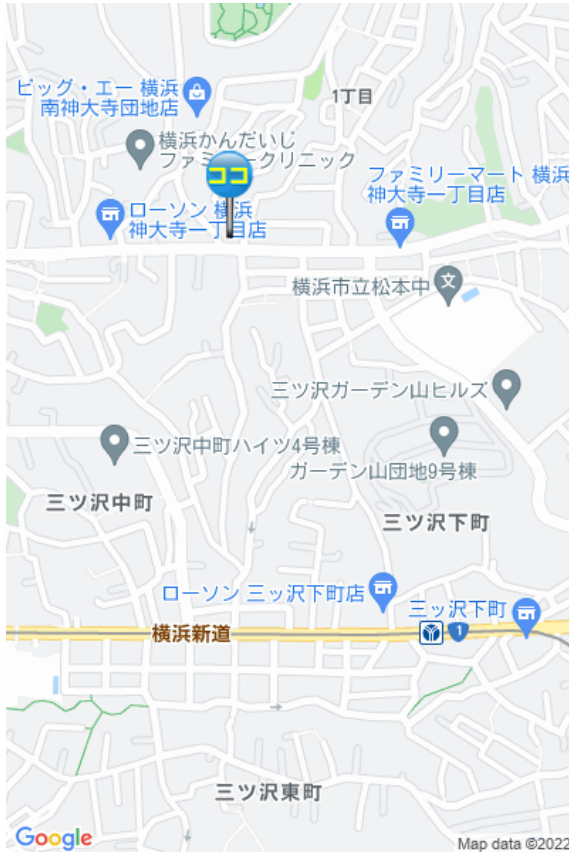 1丁目
ビッグ・エー 横浜
南神大寺団地店
横浜かんだいじ
ファミリークリニック
ココ
ローソン 横浜
神大寺一丁目店
ファミリーマート 横浜
神大寺一丁目店
横浜市立松本中
文
三ツ沢ガーデン山ヒルズ
三ツ沢中町ハイツ4号棟
ガーデン山団地9号棟
三ツ沢中町
三ツ沢下町
ローソン 三ッ沢下町店
三ッ沢下町
横浜新道
1
三ツ沢東町
Google
Map data ©2022